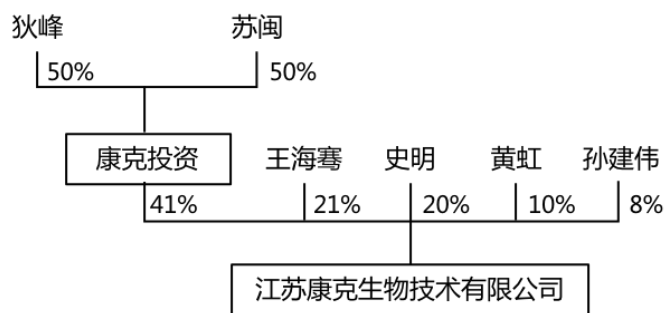 狄峰 苏闽
50% 50%
康克投资 王海骞 史明 黄虹 孙建伟
41% 21% 20% 10% 8%
江苏康克生物技术有限公司